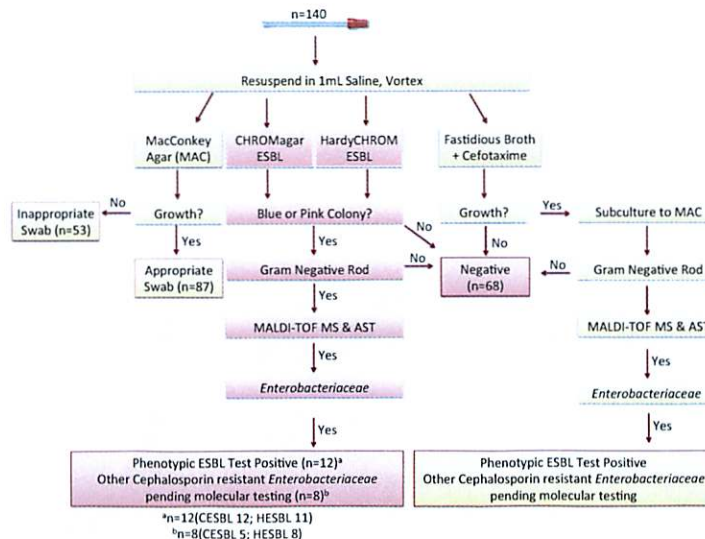 n=140
Resuspend in 1mL Saline, Vortex
MacConkey
Agar (MAC)
CHROMagar
ESBL
HardyCHROM
ESBL
Fastidious Broth
+ Cefotaxime
Inappropriate
Swab (n=53)
No
Growth?
Blue or Pink Colony?
No
Growth?
Yes
Subculture to MAC
Yes
Yes
No
Appropriate
Swab (n=87)
Gram Negative Rod
No
Negative
(n=68)
No
Gram Negative Rod
Yes
MALDI-TOF MS & AST
MALDI-TOF MS & AST
Yes
Yes
Enterobacteriaceae
Enterobacteriaceae
Yes
Yes
Phenotypic ESBL Test Positive (n=12)ᵃ
Other Cephalosporin resistant Enterobacteriaceae
pending molecular testing (n=8)ᵇ
Phenotypic ESBL Test Positive
Other Cephalosporin resistant Enterobacteriaceae
pending molecular testing
ᵃn=12(CESBL 12; HESBL 11)
ᵇn=8(CESBL 5; HESBL 8)